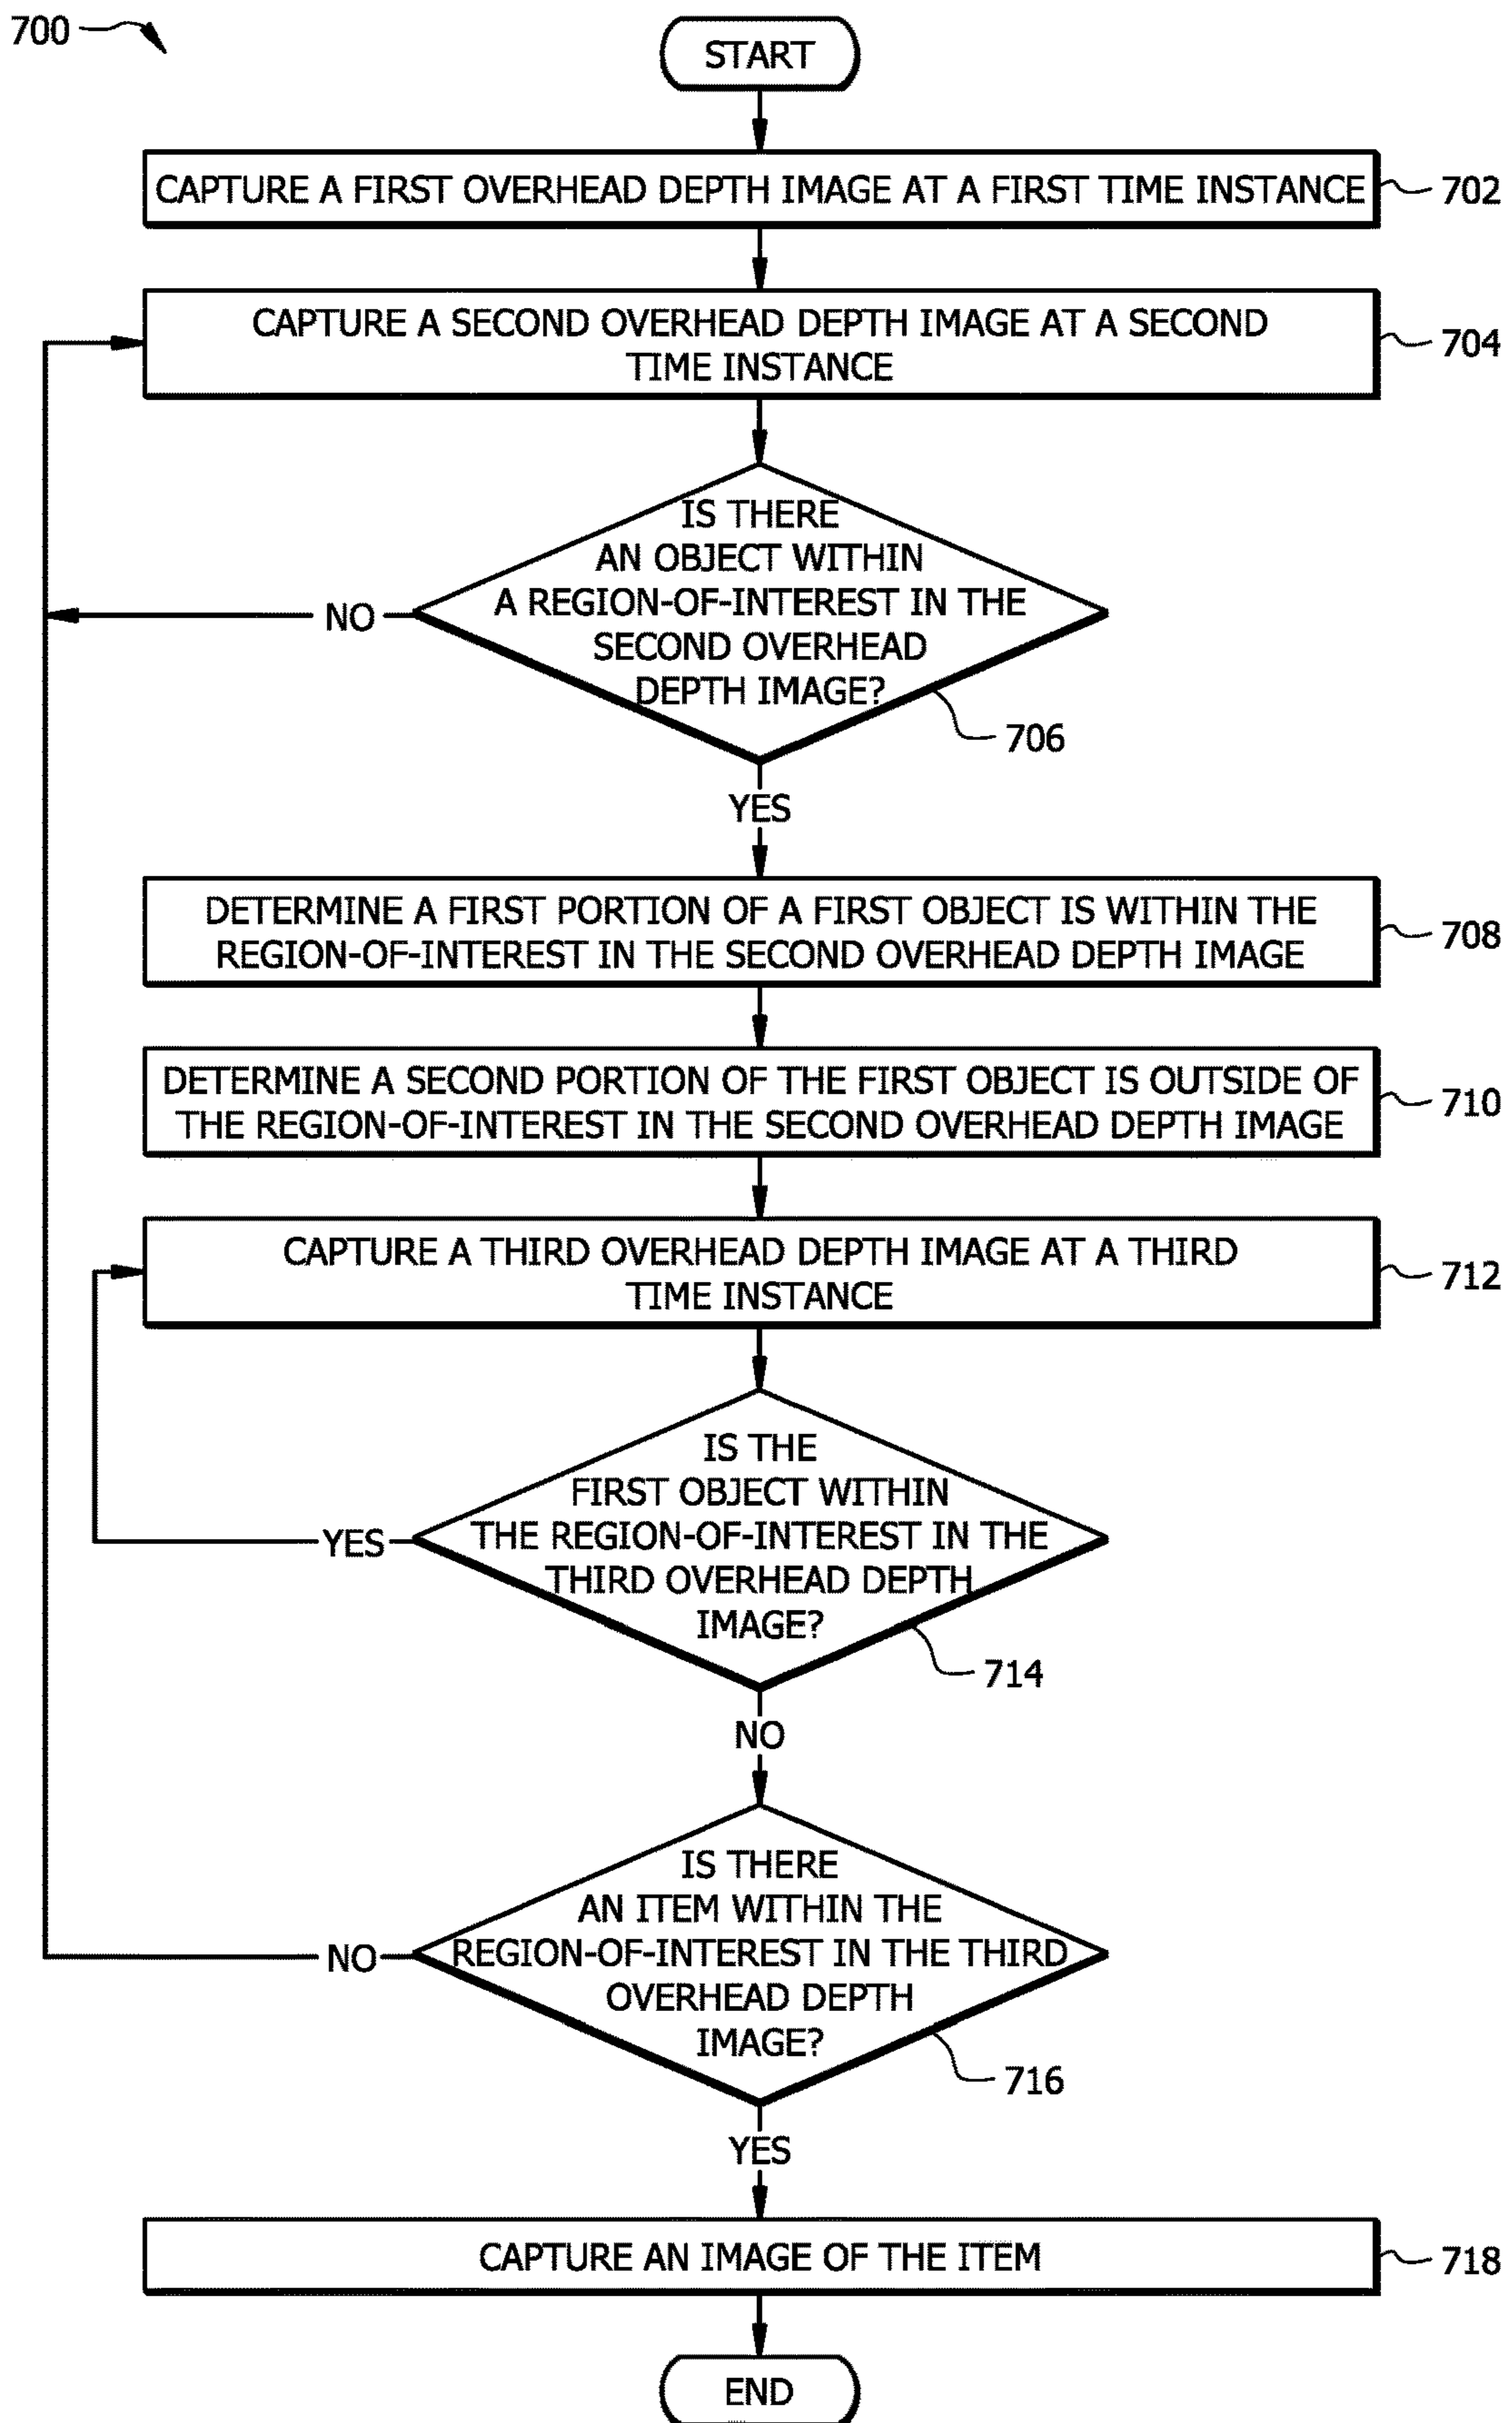 700
START
CAPTURE A FIRST OVERHEAD DEPTH IMAGE AT A FIRST TIME INSTANCE
702
CAPTURE A SECOND OVERHEAD DEPTH IMAGE AT A SECOND
TIME INSTANCE
704
IS THERE
AN OBJECT WITHIN
A REGION-OF-INTEREST IN THE
SECOND OVERHEAD
DEPTH IMAGE?
NO
706
YES
DETERMINE A FIRST PORTION OF A FIRST OBJECT IS WITHIN THE
REGION-OF-INTEREST IN THE SECOND OVERHEAD DEPTH IMAGE
708
DETERMINE A SECOND PORTION OF THE FIRST OBJECT IS OUTSIDE OF
THE REGION-OF-INTEREST IN THE SECOND OVERHEAD DEPTH IMAGE
710
CAPTURE A THIRD OVERHEAD DEPTH IMAGE AT A THIRD
TIME INSTANCE
712
IS THE
FIRST OBJECT WITHIN
THE REGION-OF-INTEREST IN THE
THIRD OVERHEAD DEPTH
IMAGE?
YES
714
NO
IS THERE
AN ITEM WITHIN THE
REGION-OF-INTEREST IN THE THIRD
OVERHEAD DEPTH
IMAGE?
NO
716
YES
CAPTURE AN IMAGE OF THE ITEM
718
END